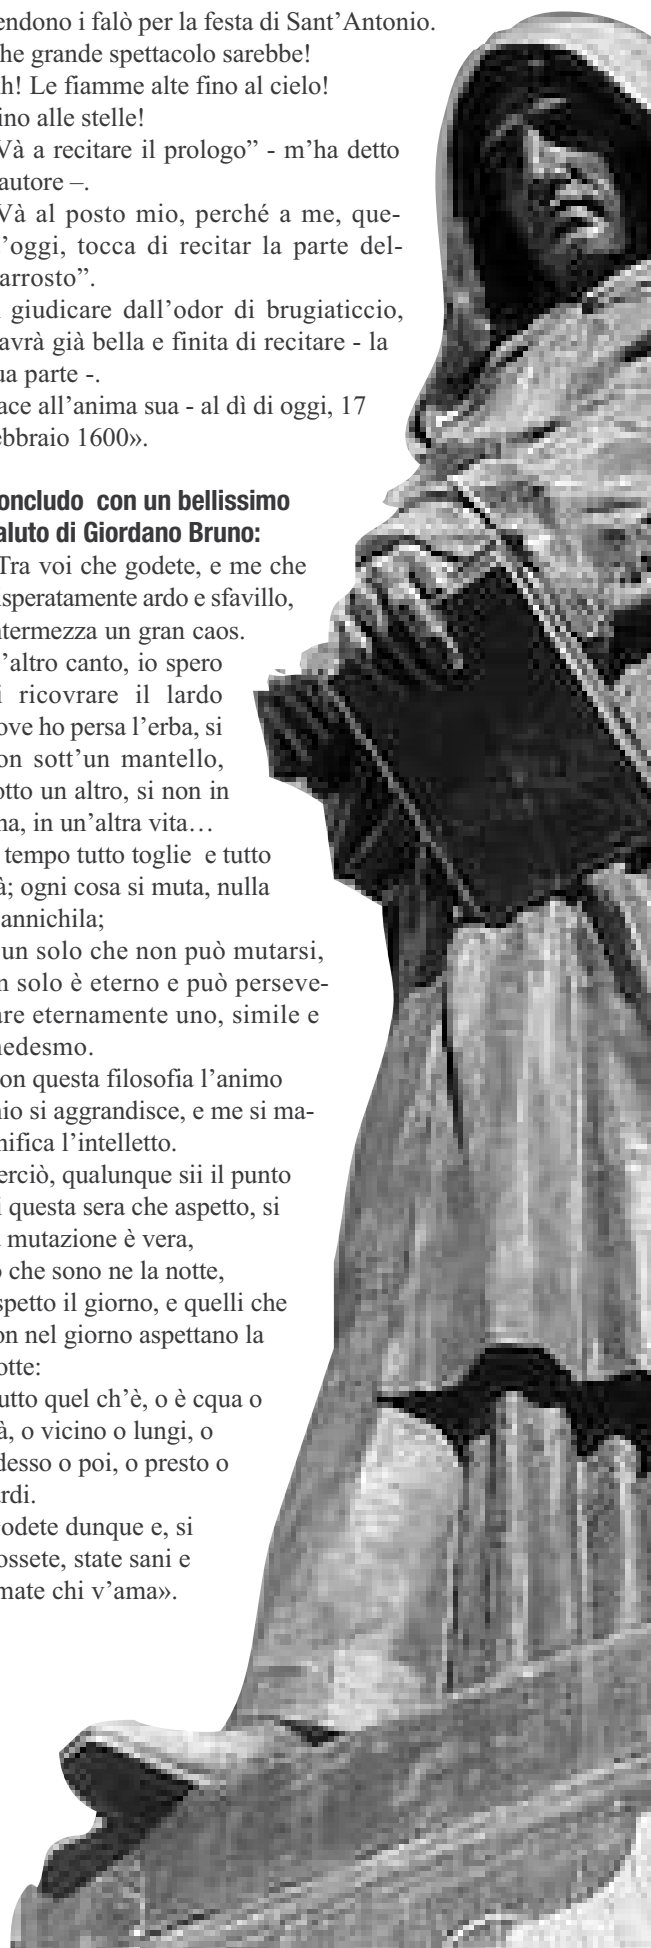 endono i falò per la festa di Sant’Antonio.
he grande spettacolo sarebbe!
h! Le fiamme alte fino al cielo!
ino alle stelle!
Và a recitare il prologo” - m’ha detto
autore –.
Và al posto mio, perché a me, que-
’oggi, tocca di recitar la parte del-
arrosto”.
giudicare dall’odor di brugiaticcio,
avrà già bella e finita di recitare - la
ua parte -.
ace all’anima sua - al dì di oggi, 17
ebbraio 1600».
oncludo con un bellissimo
aluto di Giordano Bruno:
Tra voi che godete, e me che
isperatamente ardo e sfavillo,
ntermezza un gran caos.
’altro canto, io spero
i ricovrare il lardo
ove ho persa l’erba, si
on sott’un mantello,
otto un altro, si non in
na, in un’altra vita…
tempo tutto toglie e tutto
à; ogni cosa si muta, nulla
annichila;
un solo che non può mutarsi,
n solo è eterno e può perseve-
are eternamente uno, simile e
nedesmo.
on questa filosofia l’animo
nio si aggrandisce, e me si ma-
nifica l’intelletto.
erciò, qualunque sii il punto
i questa sera che aspetto, si
a mutazione è vera,
o che sono ne la notte,
spetto il giorno, e quelli che
on nel giorno aspettano la
otte:
utto quel ch’è, o è cqua o
à, o vicino o lungi, o
desso o poi, o presto o
ardi.
odete dunque e, si
ossete, state sani e
mate chi v’ama».